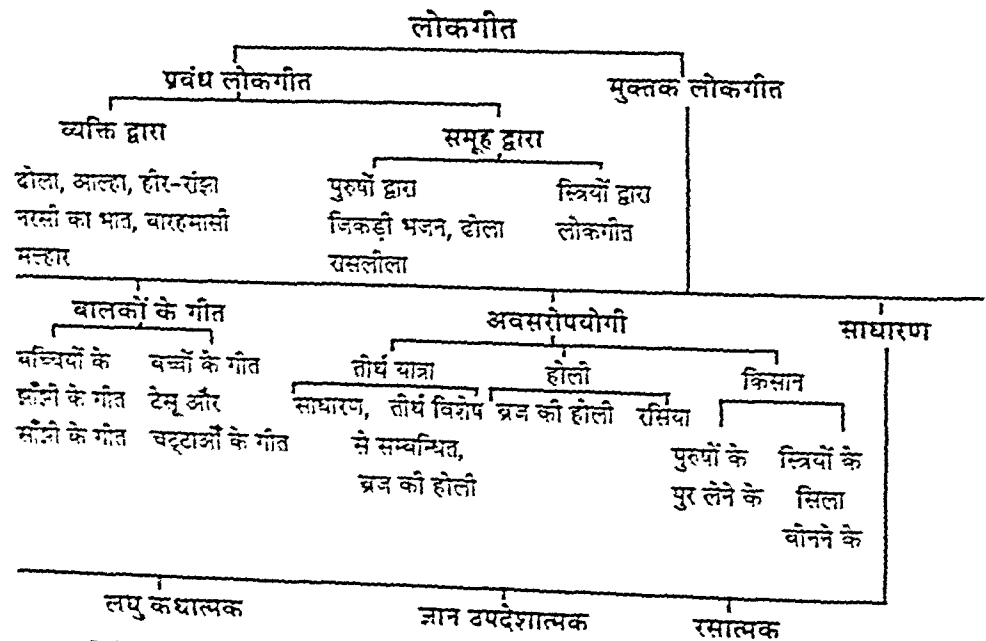 लोकगीत
प्रवंध लोकगीत मुक्तक लोकगीत
व्यक्ति द्वारा समूह द्वारा
ढोला, आल्हा, हीर-रांझा पुरुषों द्वारा स्त्रियों द्वारा
नरसी का भात, बारहमासी जिकड़ी भजन, ढोला लोकगीत
मल्हार रासलीला
बालकों के गीत अवसरोपयोगी साधारण
बच्चियों के बच्चों के गीत तीर्थ यात्रा होली किसान
झाँझी के गीत टेसू और साधारण, तीर्थ विशेष ब्रज की होली रसिया
साँझी के गीत चट्टाओं के गीत से सम्बन्धित, पुरुषों के स्त्रियों के
ब्रज की होली पुर लेने के सिला
बीनने के
लघु कथात्मक ज्ञान उपदेशात्मक रसात्मक